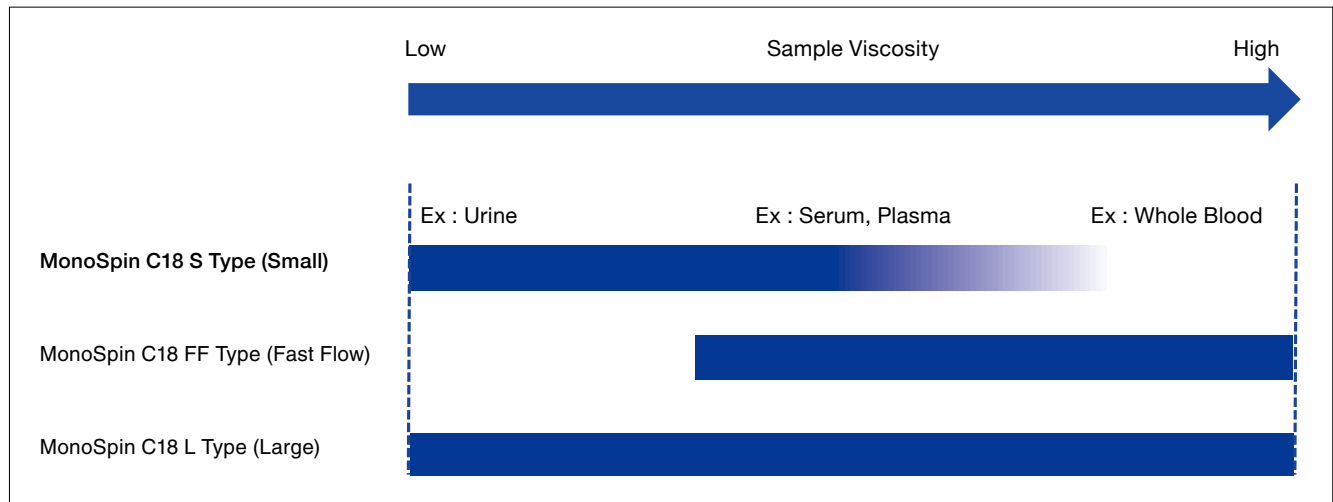 Low Sample Viscosity High
Ex : Urine Ex : Serum, Plasma Ex : Whole Blood
MonoSpin C18 S Type (Small)
MonoSpin C18 FF Type (Fast Flow)
MonoSpin C18 L Type (Large)